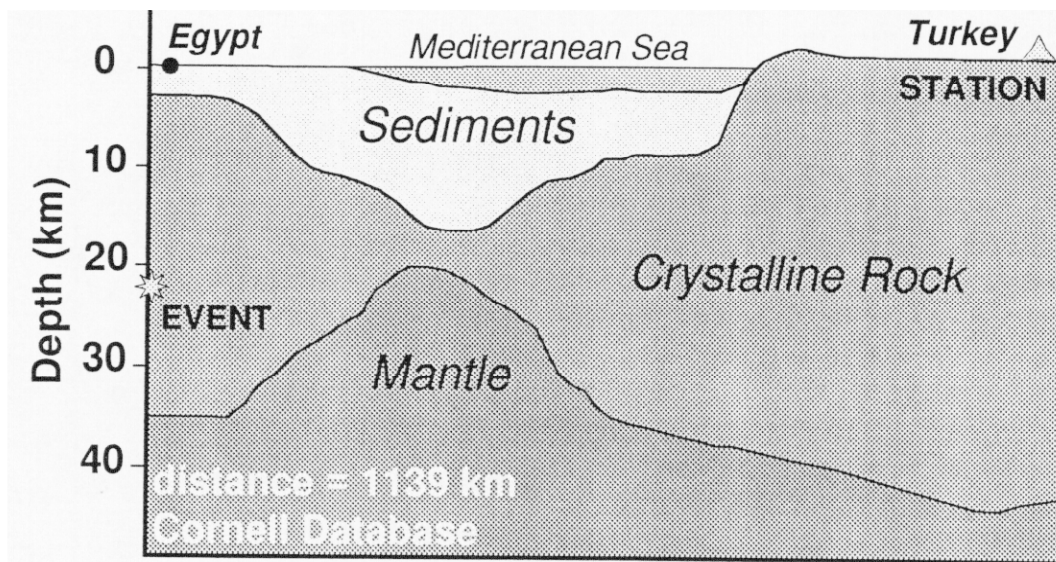 Egypt
Mediterranean Sea
Turkey
0
STATION
Sediments
10
Depth (km)
20
Crystalline Rock
EVENT
30
Mantle
40
distance = 1139 km
Cornell Database